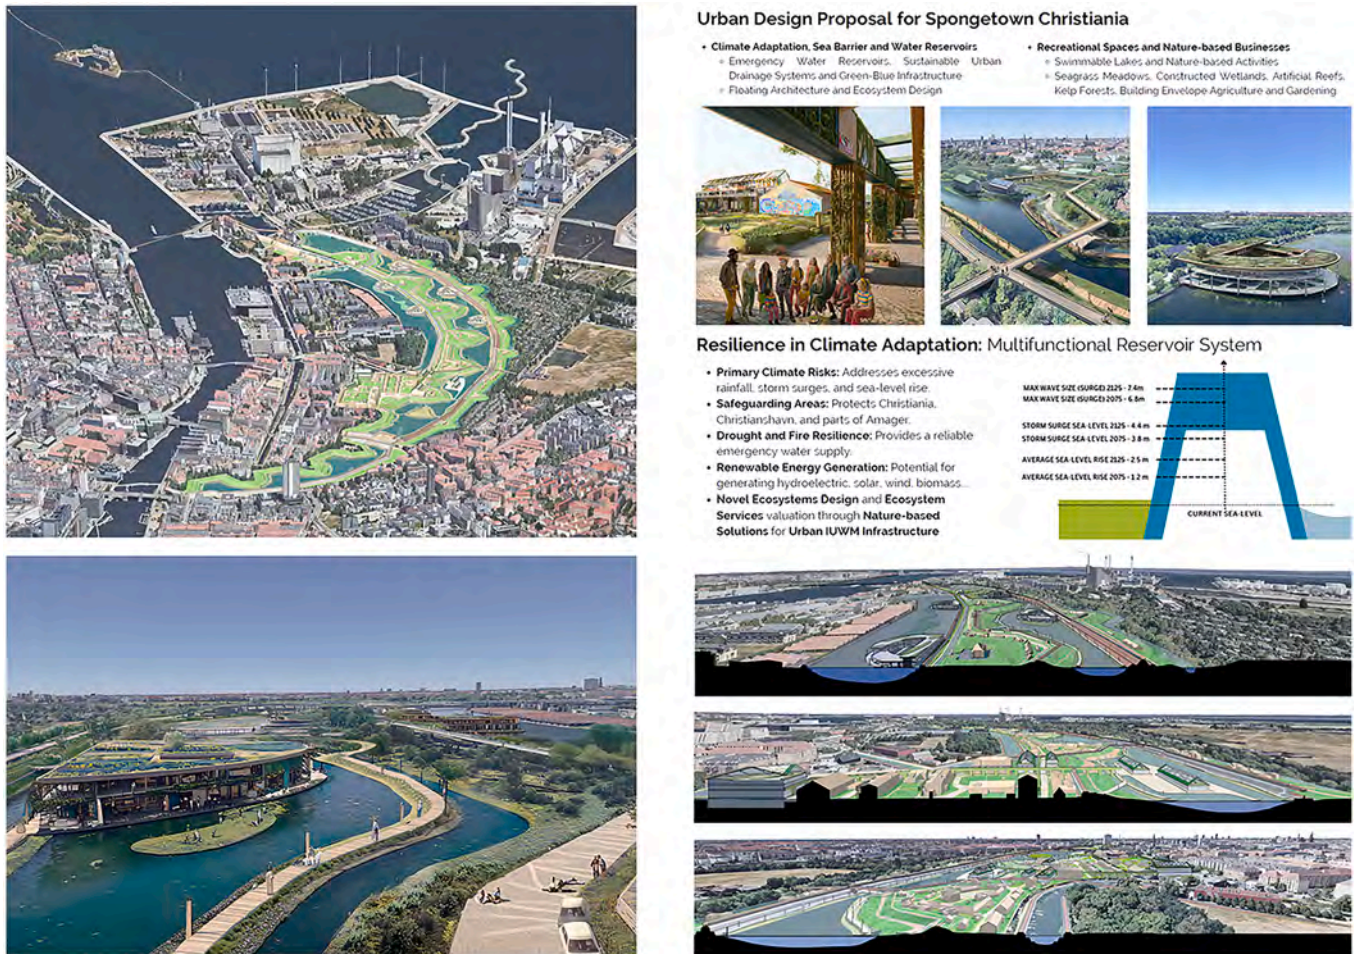 Urban Design Proposal for Spongetown Christiania
Climate Adaptation, Sea Barrier and Water Reservoirs
Emergency Water Reservoirs, Sustainable Urban
Drainage Systems and Green-Blue Infrastructure
Floating Architecture and Ecosystem Design
Recreational Spaces and Nature-based Businesses
Swimmable Lakes and Nature-based Activities
Seagrass Meadows, Constructed Wetlands, Artificial Reefs,
Kelp Forests, Building Envelope Agriculture and Gardening
Resilience in Climate Adaptation: Multifunctional Reservoir System
• Primary Climate Risks: Addresses excessive
rainfall, storm surges, and sea-level rise.
• Safeguarding Areas: Protects Christiania,
Christianshavn, and parts of Amager.
• Drought and Fire Resilience: Provides a reliable
emergency water supply.
• Renewable Energy Generation: Potential for
generating hydroelectric, solar, wind, biomass...
• Novel Ecosystems Design and Ecosystem
Services valuation through Nature-based
Solutions for Urban IUWM Infrastructure
MAX WAVE SIZE (SURGE) 2125 - 7.4m
MAX WAVE SIZE (SURGE) 2075 - 6.8m
STORM SURGE SEA-LEVEL 2125 - 4.4 m
STORM SURGE SEA-LEVEL 2075 - 3.8 m
AVERAGE SEA-LEVEL RISE 2125 - 2.5 m
AVERAGE SEA-LEVEL RISE 2075 - 1.2 m
CURRENT SEA-LEVEL